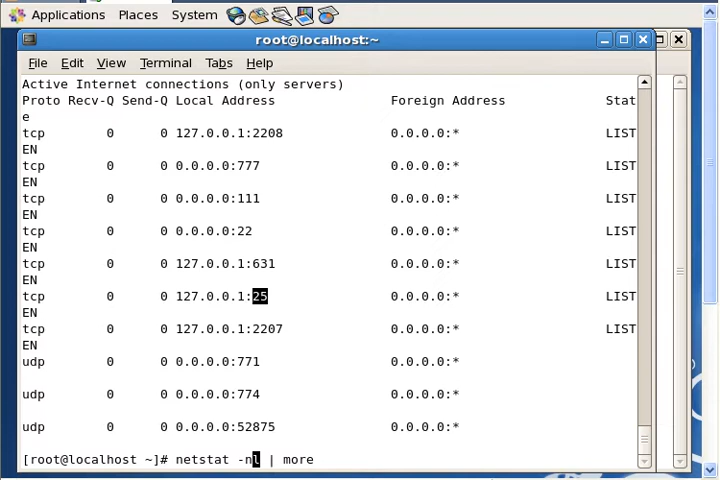 Applications Places System
root@localhost:~
File Edit View Terminal Tabs Help
Active Internet connections (only servers)
Proto Recv-Q Send-Q Local Address Foreign Address Stat
e
tcp 0 0 127.0.0.1:2208 0.0.0.0:* LIST
EN
tcp 0 0 0.0.0.0:777 0.0.0.0:* LIST
EN
tcp 0 0 0.0.0.0:111 0.0.0.0:* LIST
EN
tcp 0 0 0.0.0.0:22 0.0.0.0:* LIST
EN
tcp 0 0 127.0.0.1:631 0.0.0.0:* LIST
EN
tcp 0 0 127.0.0.1:25 0.0.0.0:* LIST
EN
tcp 0 0 127.0.0.1:2207 0.0.0.0:* LIST
EN
udp 0 0 0.0.0.0:771 0.0.0.0:*
udp 0 0 0.0.0.0:774 0.0.0.0:*
udp 0 0 0.0.0.0:52875 0.0.0.0:*
[root@localhost ~]# netstat -nl | more